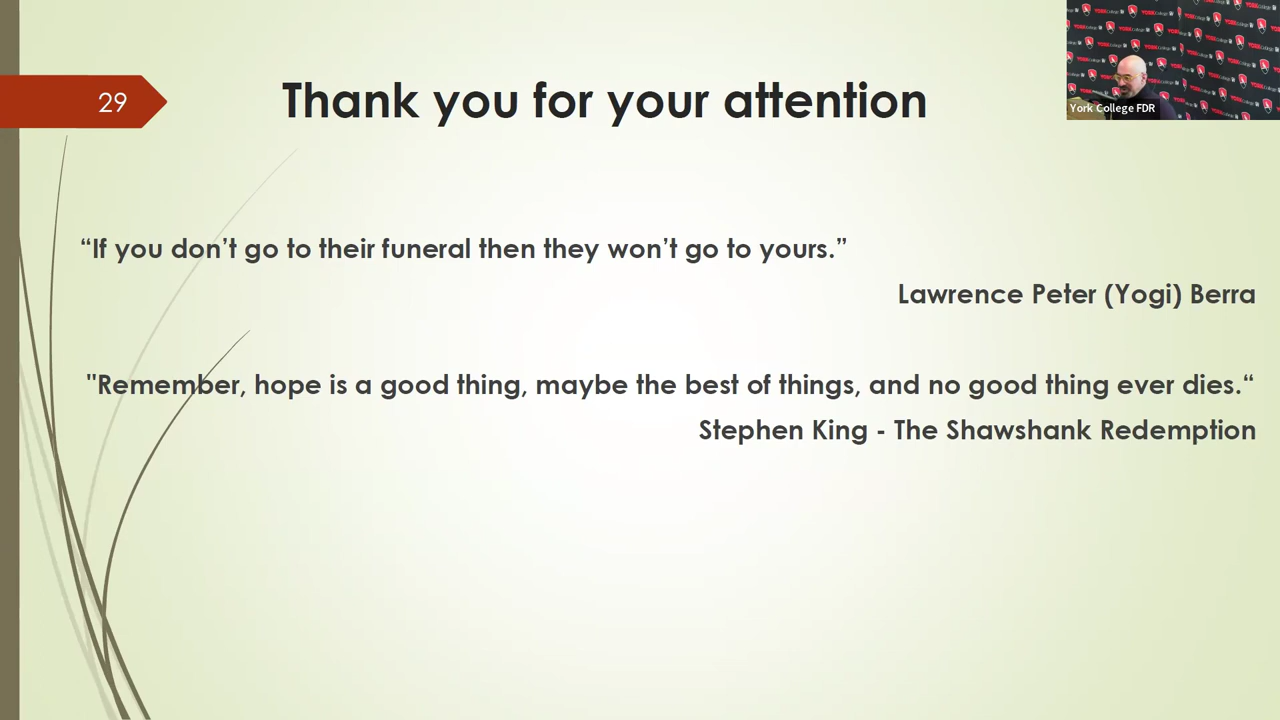 29
Thank you for your attention
“If you don’t go to their funeral then they won’t go to yours.”
Lawrence Peter (Yogi) Berra
"Remember, hope is a good thing, maybe the best of things, and no good thing ever dies.“
Stephen King - The Shawshank Redemption
York College FDR